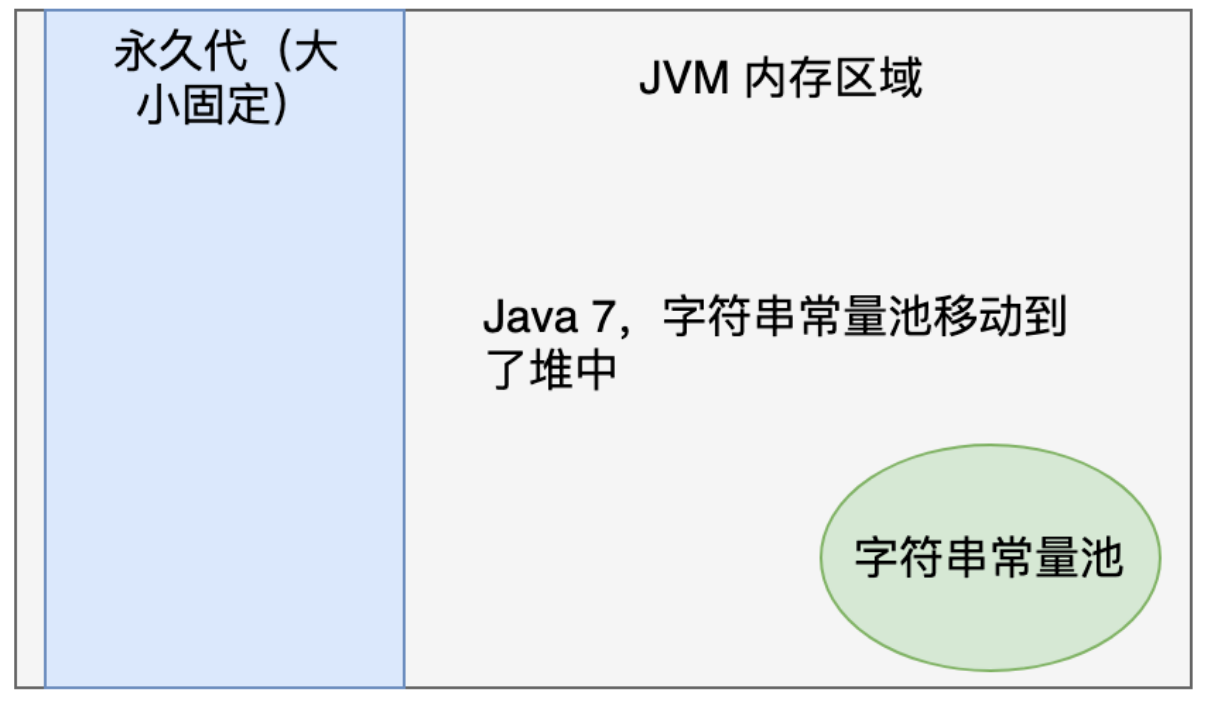 永久代（大
小固定）
JVM 内存区域
Java 7，字符串常量池移动到
了堆中
字符串常量池